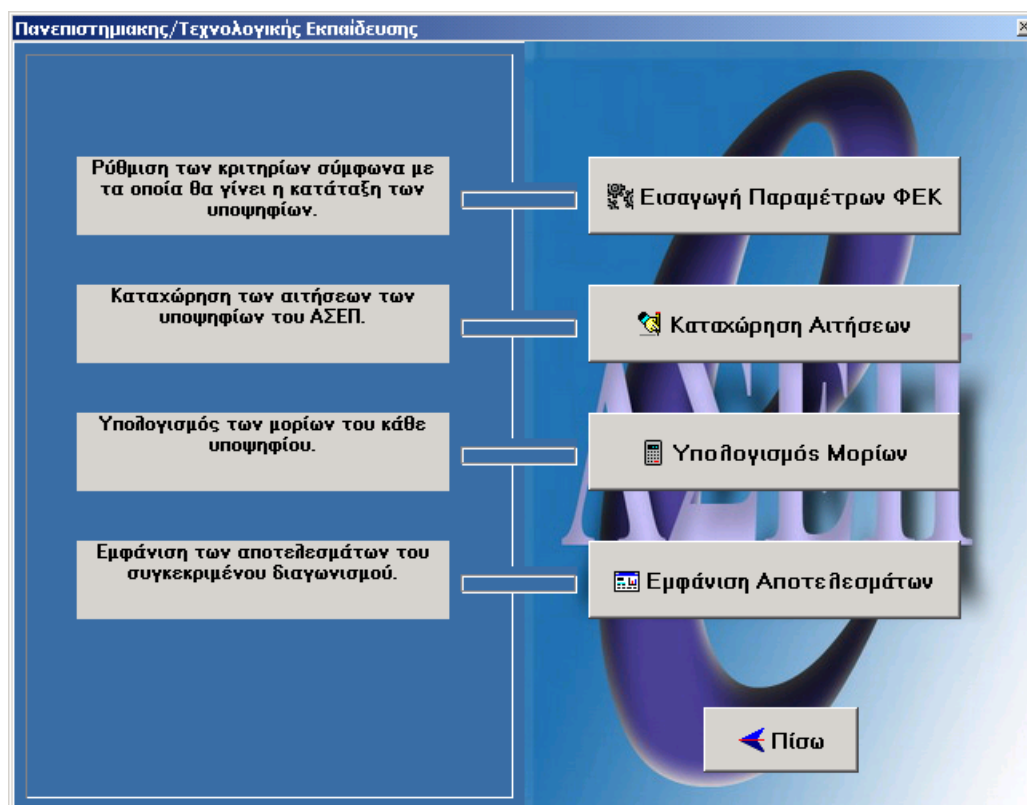 Πανεπιστημιακης/Τεχνολογικής Εκπαίδευσης
Ρύθμιση των κριτηρίων σύμφωνα με
τα οποία θα γίνει η κατάταξη των
υποψηφίων.
Εισαγωγή Παραμέτρων ΦΕΚ
Καταχώρηση των αιτήσεων των
υποψηφίων του ΑΣΕΠ.
Καταχώρηση Αιτήσεων
Υπολογισμός των μορίων του κάθε
υποψηφίου.
Υπολογισμός Μορίων
ΑΣΕΠ
Εμφάνιση των αποτελεσμάτων του
συγκεκριμένου διαγωνισμού.
Εμφάνιση Αποτελεσμάτων
Πίσω